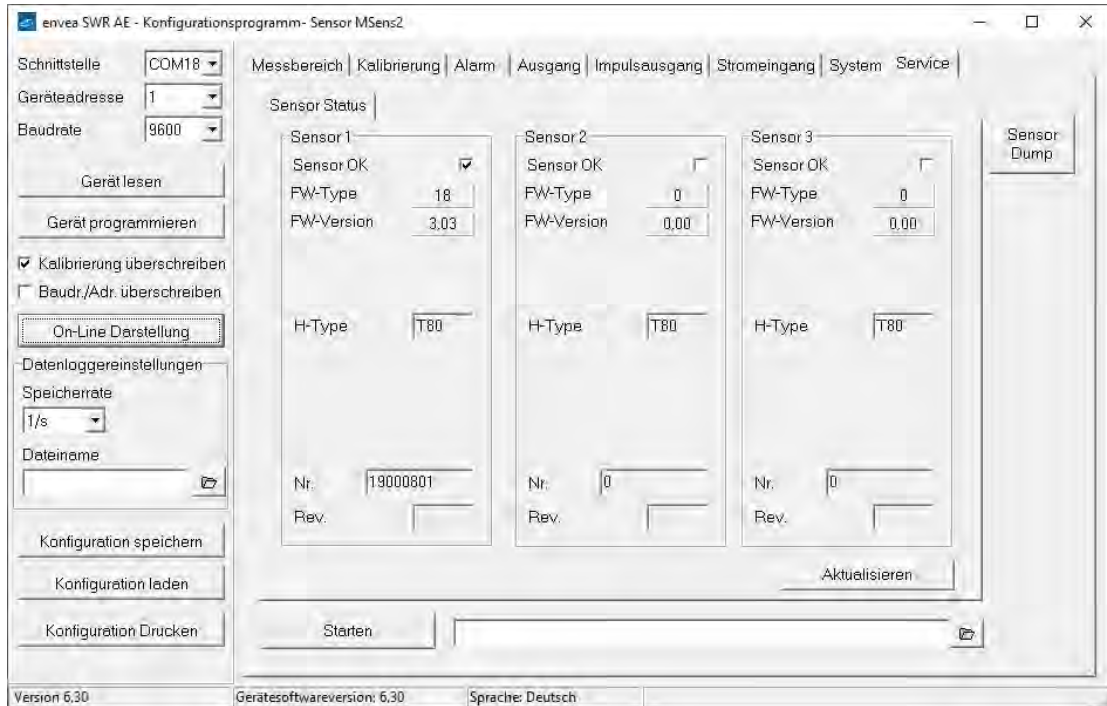 envea SWR AE - Konfigurationsprogramm- Sensor MSens2
Schnittstelle COM18
Geräteadresse 1
Baudrate 9600
Gerät lesen
Gerät programmieren
Kalibrierung überschreiben
Baudr./Adr. überschreiben
On-Line Darstellung
Datenloggereinstellungen
Speicherrate
1/s
Dateiname
Konfiguration speichern
Konfiguration laden
Konfiguration Drucken
Messbereich Kalibrierung Alarm Ausgang Impulsausgang Stromeingang System Service
Sensor Status
Sensor 1
Sensor OK
FW-Type 18
FW-Version 3,03
H-Type T80
Nr. 19000801
Rev.
Sensor 2
Sensor OK
FW-Type 0
FW-Version 0,00
H-Type T80
Nr. 0
Rev.
Sensor 3
Sensor OK
FW-Type 0
FW-Version 0,00
H-Type T80
Nr. 0
Rev.
Aktualisieren
Sensor
Dump
Starten
Version 6,30 Gerätesoftwareversion: 6,30 Sprache: Deutsch